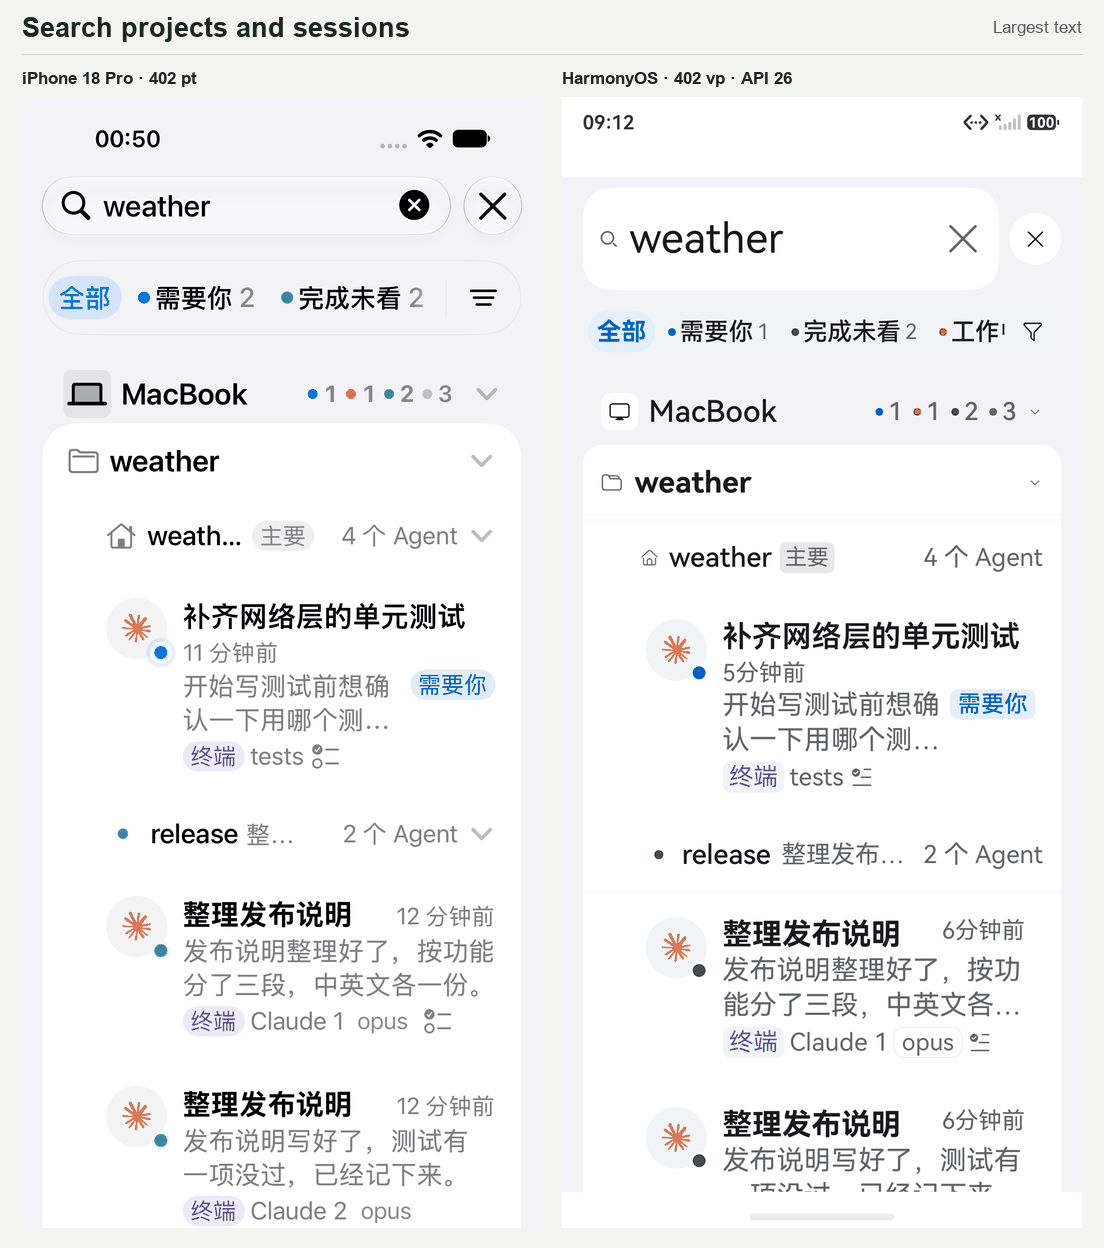 Search projects and sessions
Largest text
iPhone 18 Pro · 402 pt
00:50
weather
全部
需要你 2
完成未看 2
MacBook
1 1 2 3
weather
weath... 主要 4 个 Agent
补齐网络层的单元测试
11 分钟前
开始写测试前想确 需要你
认一下用哪个测...
终端 tests
release 整... 2 个 Agent
整理发布说明 12 分钟前
发布说明整理好了，按功能
分了三段，中英文各一份。
终端 Claude 1 opus
整理发布说明 12 分钟前
发布说明写好了，测试有
一项没过，已经记下来。
终端 Claude 2 opus
HarmonyOS · 402 vp · API 26
09:12
100
weather
全部 需要你 1 完成未看 2 工作
MacBook 1 1 2 3
weather
weather 主要 4 个 Agent
补齐网络层的单元测试
5分钟前
开始写测试前想确 需要你
认一下用哪个测...
终端 tests
release 整理发布... 2 个 Agent
整理发布说明 6分钟前
发布说明整理好了，按功
能分了三段，中英文各...
终端 Claude 1 opus
整理发布说明 6分钟前
发布说明写好了，测试有